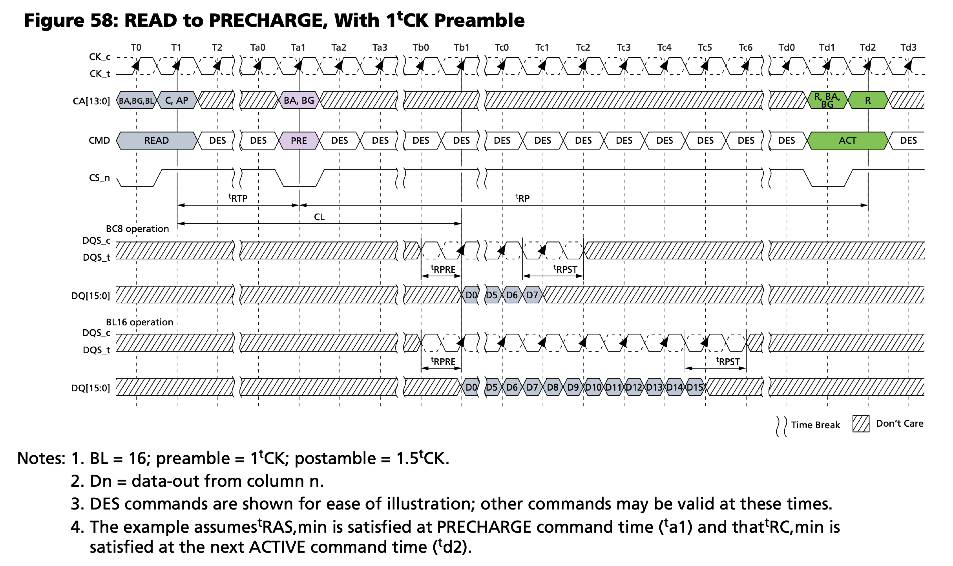 Figure 58: READ to PRECHARGE, With 1tCK Preamble
T0 T1 T2 Ta0 Ta1 Ta2 Ta3 Tb0 Tb1 Tc0 Tc1 Tc2 Tc3 Tc4 Tc5 Tc6 Td0 Td1 Td2 Td3
CK_c
CK_t
CA[13:0] BA,BG,BL C, AP BA, BG R, BA, BG R
CMD READ DES DES PRE DES DES DES DES DES DES DES DES DES DES DES DES ACT DES
CS_n
tRTP tRP
CL
BC8 operation
DQS_c
DQS_t
tRPRE tRPST
DQ[15:0] D0 D5 D6 D7
BL16 operation
DQS_c
DQS_t
tRPRE tRPST
DQ[15:0] D0 D5 D6 D7 D8 D9 D10 D11 D12 D13 D14 D15
Time Break Don't Care
Notes: 1. BL = 16; preamble = 1tCK; postamble = 1.5tCK.
2. Dn = data-out from column n.
3. DES commands are shown for ease of illustration; other commands may be valid at these times.
4. The example assumestRAS,min is satisfied at PRECHARGE command time (ta1) and thattRC,min is
satisfied at the next ACTIVE command time (td2).